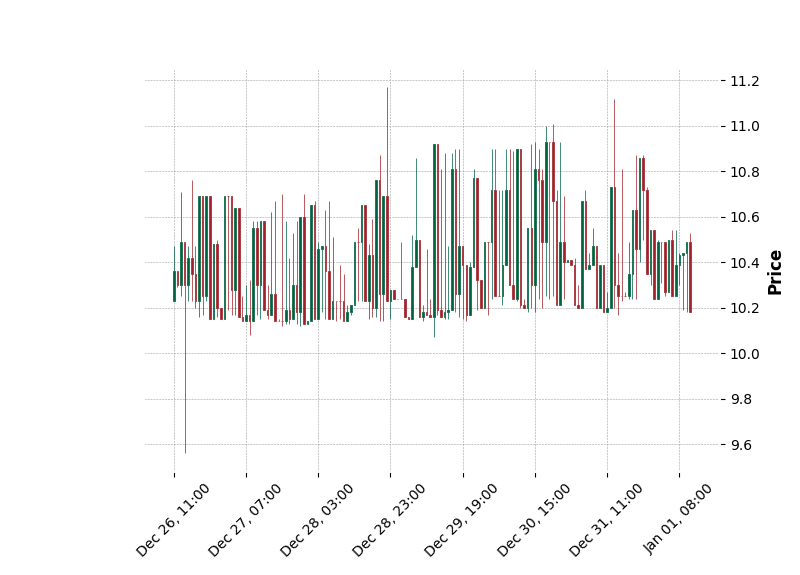 11.2
11.0
10.8
10.6
10.4
10.2
10.0
9.8
9.6
Price
Dec 26, 11:00
Dec 27, 07:00
Dec 28, 03:00
Dec 28, 23:00
Dec 29, 19:00
Dec 30, 15:00
Dec 31, 11:00
Jan 01, 08:00